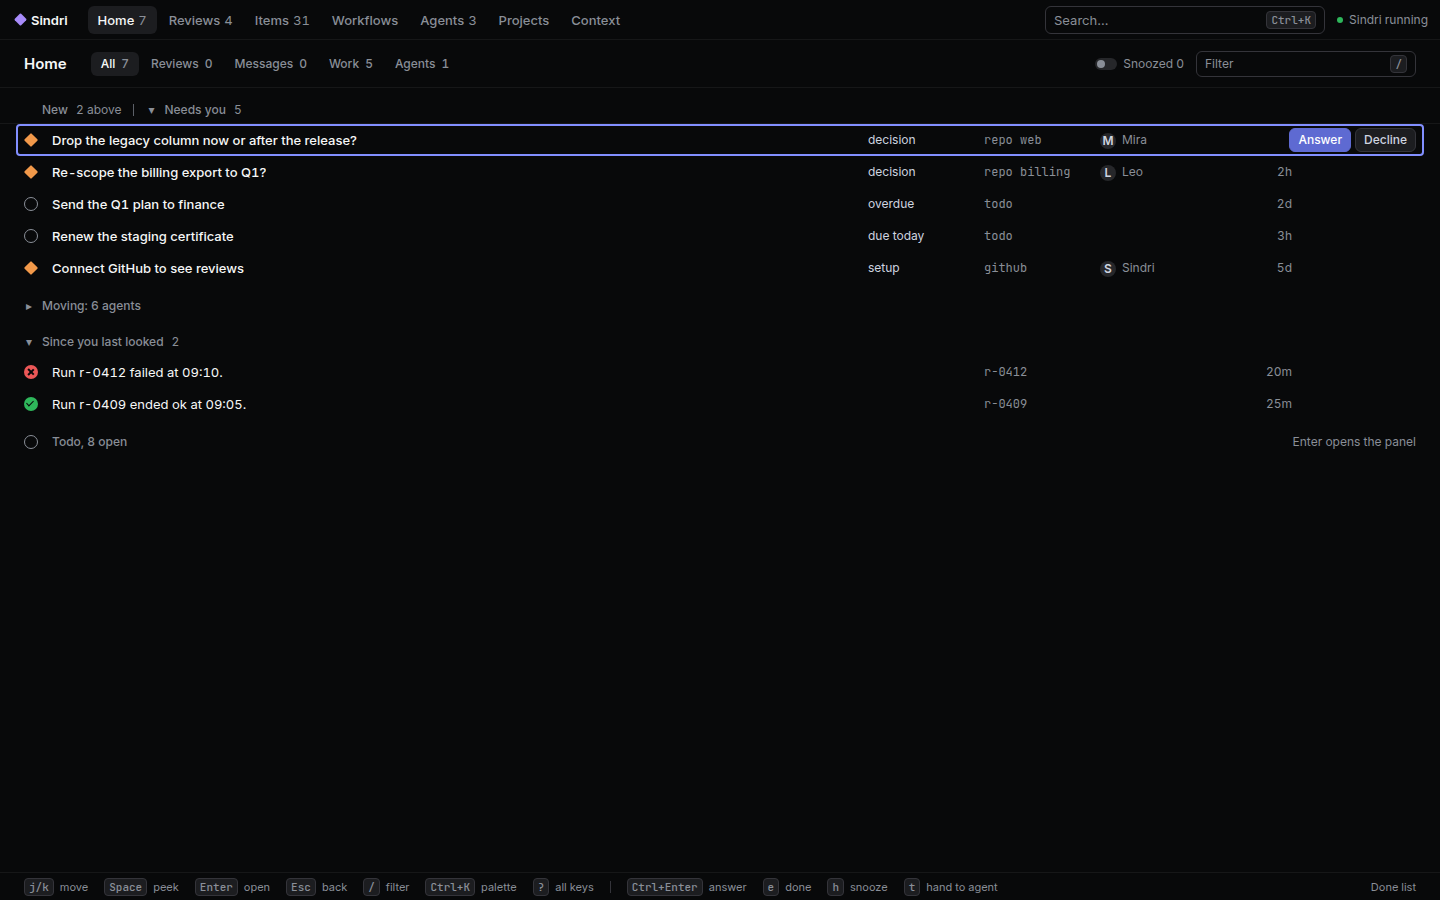 Sindri Home 7 Reviews 4 Items 31 Workflows Agents 3 Projects Context Search... Ctrl+K Sindri running
Home All 7 Reviews 0 Messages 0 Work 5 Agents 1 Snoozed 0 Filter /
New 2 above Needs you 5
Drop the legacy column now or after the release? decision repo web M Mira Answer Decline
Re-scope the billing export to Q1? decision repo billing L Leo 2h
Send the Q1 plan to finance overdue todo 2d
Renew the staging certificate due today todo 3h
Connect GitHub to see reviews setup github S Sindri 5d
Moving: 6 agents
Since you last looked 2
Run r-0412 failed at 09:10. r-0412 20m
Run r-0409 ended ok at 09:05. r-0409 25m
Todo, 8 open Enter opens the panel
j/k move Space peek Enter open Esc back / filter Ctrl+K palette ? all keys Ctrl+Enter answer e done h snooze t hand to agent Done list